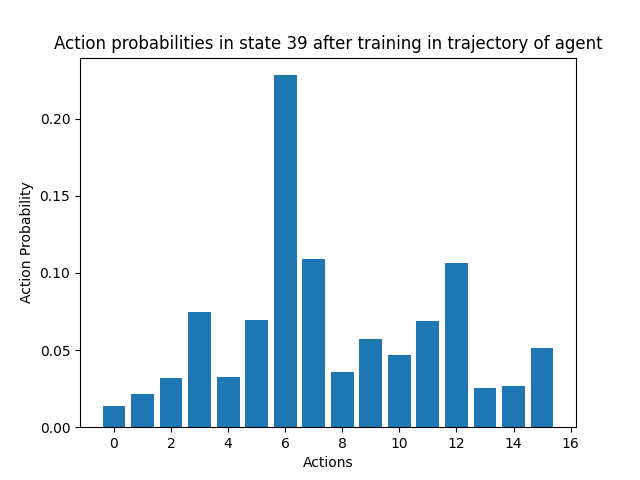 Action probabilities in state 39 after training in trajectory of agent
Action Probability
0.20
0.15
0.10
0.05
0.00
0 2 4 6 8 10 12 14 16
Actions